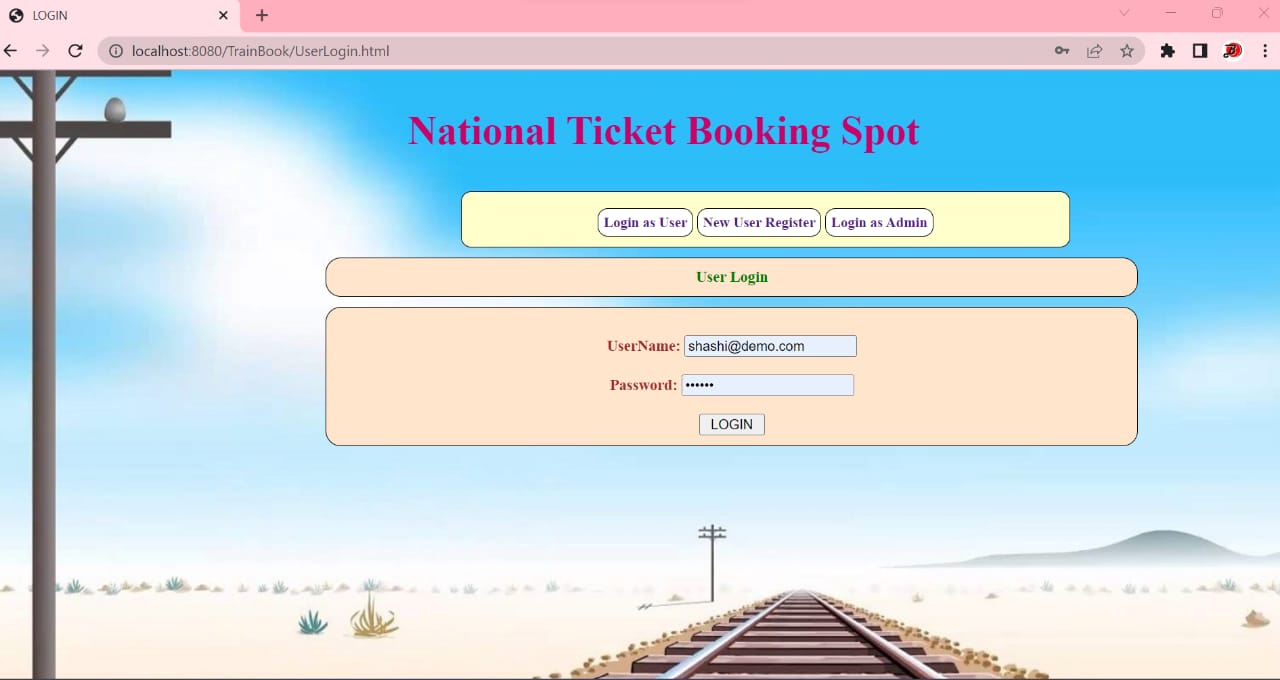 LOGIN
localhost:8080/TrainBook/UserLogin.html
National Ticket Booking Spot
Login as User New User Register Login as Admin
User Login
UserName: shashi@demo.com
Password: ••••••
LOGIN